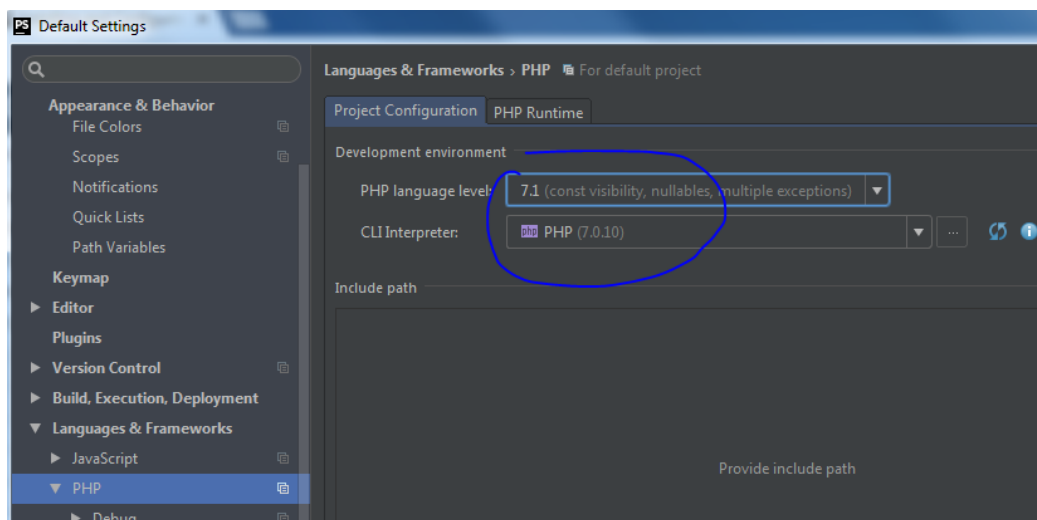 PS Default Settings
Languages & Frameworks › PHP For default project
Appearance & Behavior
File Colors
Scopes
Notifications
Quick Lists
Path Variables
Keymap
Editor
Plugins
Version Control
Build, Execution, Deployment
Languages & Frameworks
JavaScript
PHP
Debug
Project Configuration PHP Runtime
Development environment
PHP language level: 7.1 (const visibility, nullables, multiple exceptions)
CLI Interpreter: php PHP (7.0.10) ...
Include path
Provide include path